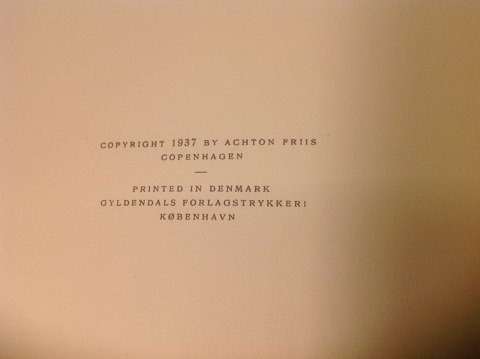 COPYRIGHT 1937 BY ACHTON FRIIS
COPENHAGEN
—
PRINTED IN DENMARK
GYLDENDALS FORLAGSTRYKKERI
KØBENHAVN